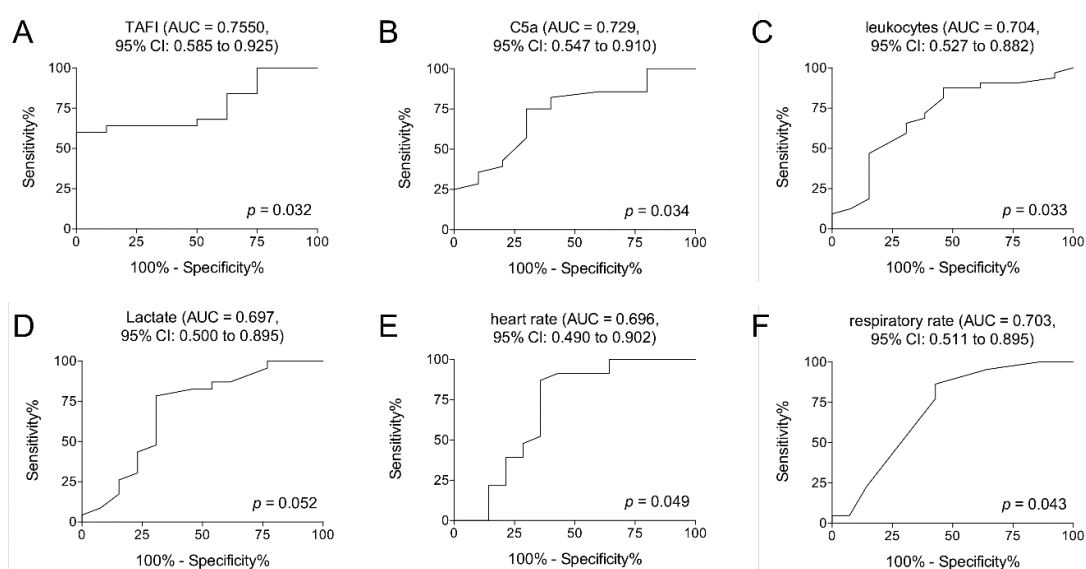 A
TAFI (AUC = 0.7550,
95% CI: 0.585 to 0.925)
100
75
50
25
0
Sensitivity%
p = 0.032
0 25 50 75 100
100% - Specificity%
B
C5a (AUC = 0.729,
95% CI: 0.547 to 0.910)
100
75
50
25
0
Sensitivity%
p = 0.034
0 25 50 75 100
100% - Specificity%
C
leukocytes (AUC = 0.704,
95% CI: 0.527 to 0.882)
100
75
50
25
0
Sensitivity%
p = 0.033
0 25 50 75 100
100% - Specificity%
D
Lactate (AUC = 0.697,
95% CI: 0.500 to 0.895)
100
75
50
25
0
Sensitivity%
p = 0.052
0 25 50 75 100
100% - Specificity%
E
heart rate (AUC = 0.696,
95% CI: 0.490 to 0.902)
100
75
50
25
0
Sensitivity%
p = 0.049
0 25 50 75 100
100% - Specificity%
F
respiratory rate (AUC = 0.703,
95% CI: 0.511 to 0.895)
100
75
50
25
0
Sensitivity%
p = 0.043
0 25 50 75 100
100% - Specificity%